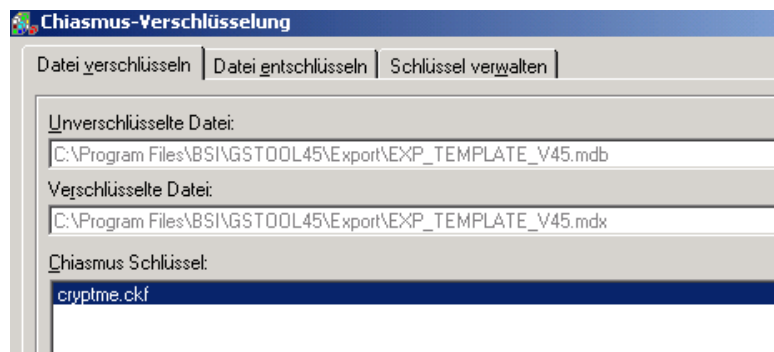 Chiasmus-Verschlüsselung
Datei verschlüsseln Datei entschlüsseln Schlüssel verwalten
Unverschlüsselte Datei:
C:\Program Files\BSI\GSTOOL45\Export\EXP_TEMPLATE_V45.mdb
Verschlüsselte Datei:
C:\Program Files\BSI\GSTOOL45\Export\EXP_TEMPLATE_V45.mdx
Chiasmus Schlüssel:
cryptme.ckf